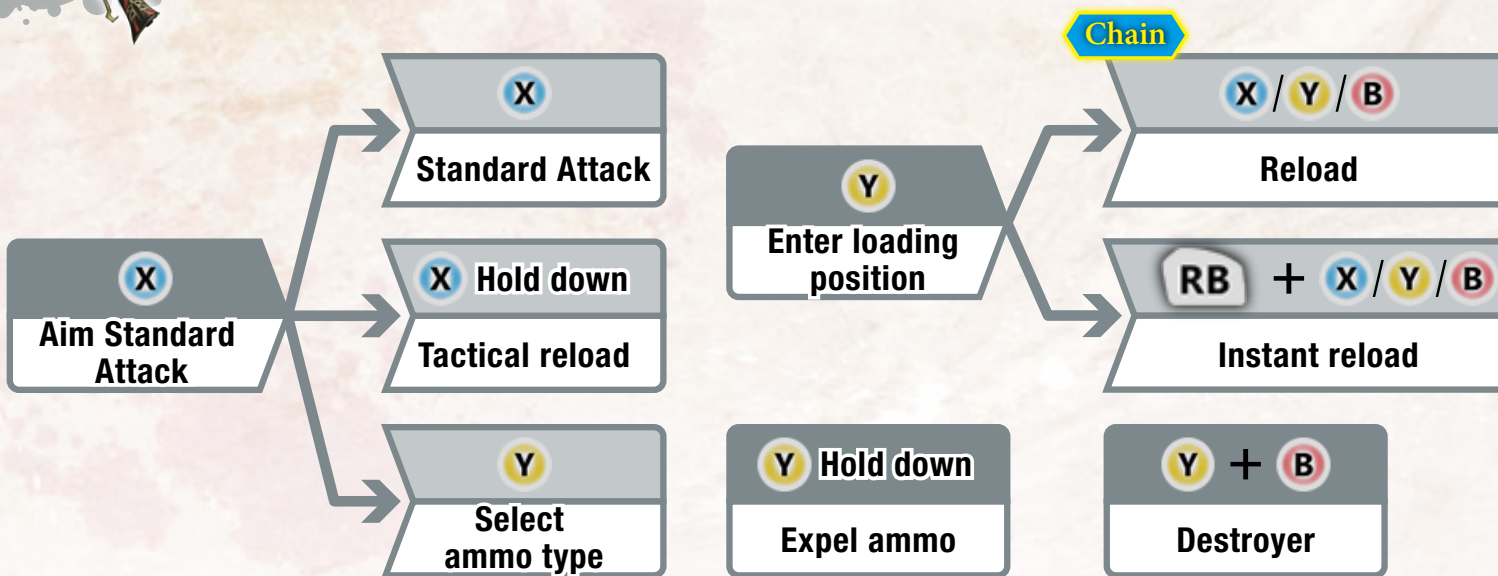 X
Standard Attack
X
Aim Standard
Attack
X Hold down
Tactical reload
Y
Select
ammo type
Y
Enter loading
position
Chain
X / Y / B
Reload
RB + X / Y / B
Instant reload
Y Hold down
Expel ammo
Y + B
Destroyer